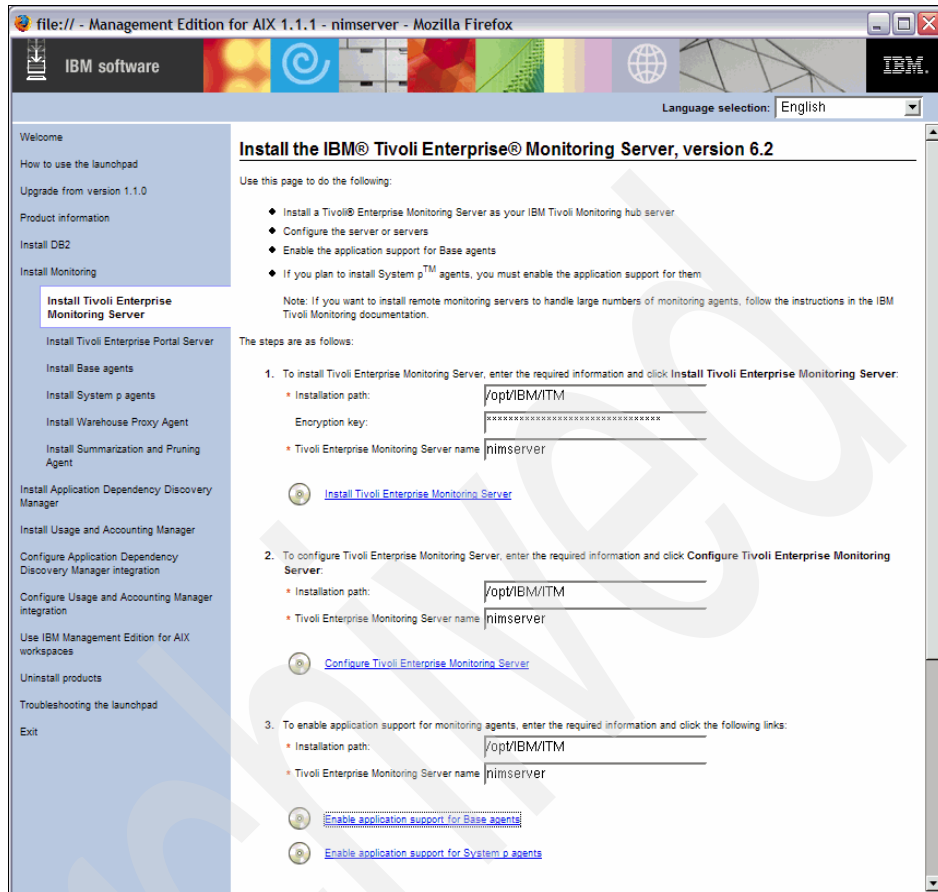 file:// - Management Edition for AIX 1.1.1 - nimserver - Mozilla Firefox
IBM software
IBM.
Language selection: English
Welcome
How to use the launchpad
Upgrade from version 1.1.0
Product information
Install DB2
Install Monitoring
Install Tivoli Enterprise
Monitoring Server
Install Tivoli Enterprise Portal Server
Install Base agents
Install System p agents
Install Warehouse Proxy Agent
Install Summarization and Pruning
Agent
Install Application Dependency Discovery
Manager
Install Usage and Accounting Manager
Configure Application Dependency
Discovery Manager integration
Configure Usage and Accounting Manager
integration
Use IBM Management Edition for AIX
workspaces
Uninstall products
Troubleshooting the launchpad
Exit
Install the IBM® Tivoli Enterprise® Monitoring Server, version 6.2
Use this page to do the following:
◆ Install a Tivoli® Enterprise Monitoring Server as your IBM Tivoli Monitoring hub server
◆ Configure the server or servers
◆ Enable the application support for Base agents
◆ If you plan to install System p™ agents, you must enable the application support for them
Note: If you want to install remote monitoring servers to handle large numbers of monitoring agents, follow the instructions in the IBM
Tivoli Monitoring documentation.
The steps are as follows:
1. To install Tivoli Enterprise Monitoring Server, enter the required information and click Install Tivoli Enterprise Monitoring Server:
* Installation path: /opt/IBM/ITM
Encryption key: ********************************
* Tivoli Enterprise Monitoring Server name nimserver
Install Tivoli Enterprise Monitoring Server
2. To configure Tivoli Enterprise Monitoring Server, enter the required information and click Configure Tivoli Enterprise Monitoring
Server:
* Installation path: /opt/IBM/ITM
* Tivoli Enterprise Monitoring Server name nimserver
Configure Tivoli Enterprise Monitoring Server
3. To enable application support for monitoring agents, enter the required information and click the following links:
* Installation path: /opt/IBM/ITM
* Tivoli Enterprise Monitoring Server name nimserver
Enable application support for Base agents
Enable application support for System p agents